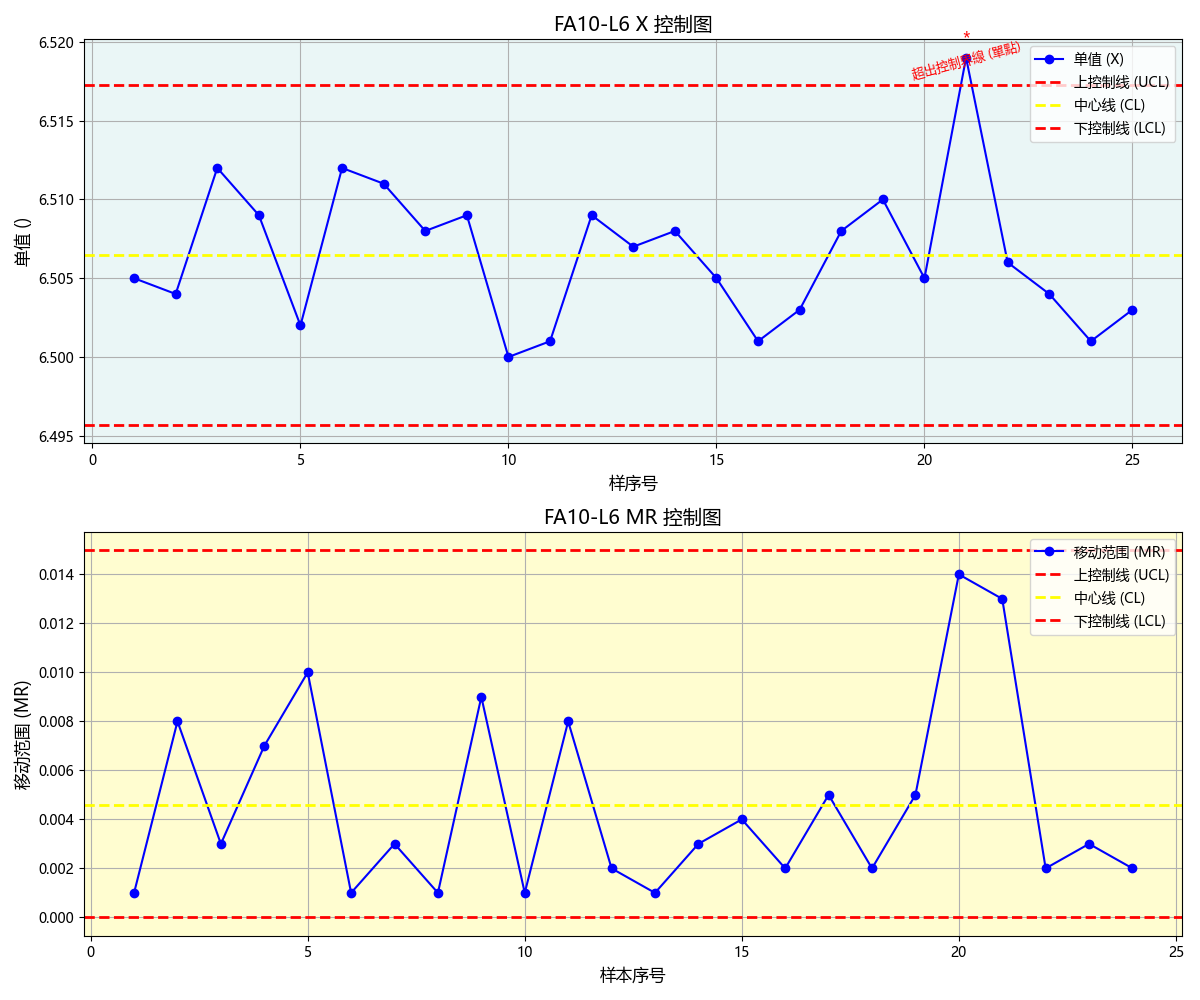 FA10-L6 X 控制图
*
超出控制界線 (單點)
单值 (X)
上控制线 (UCL)
中心线 (CL)
下控制线 (LCL)
单值 ()
6.520
6.515
6.510
6.505
6.500
6.495
0 5 10 15 20 25
样序号
FA10-L6 MR 控制图
移动范围 (MR)
上控制线 (UCL)
中心线 (CL)
下控制线 (LCL)
移动范围 (MR)
0.014
0.012
0.010
0.008
0.006
0.004
0.002
0.000
0 5 10 15 20 25
样本序号